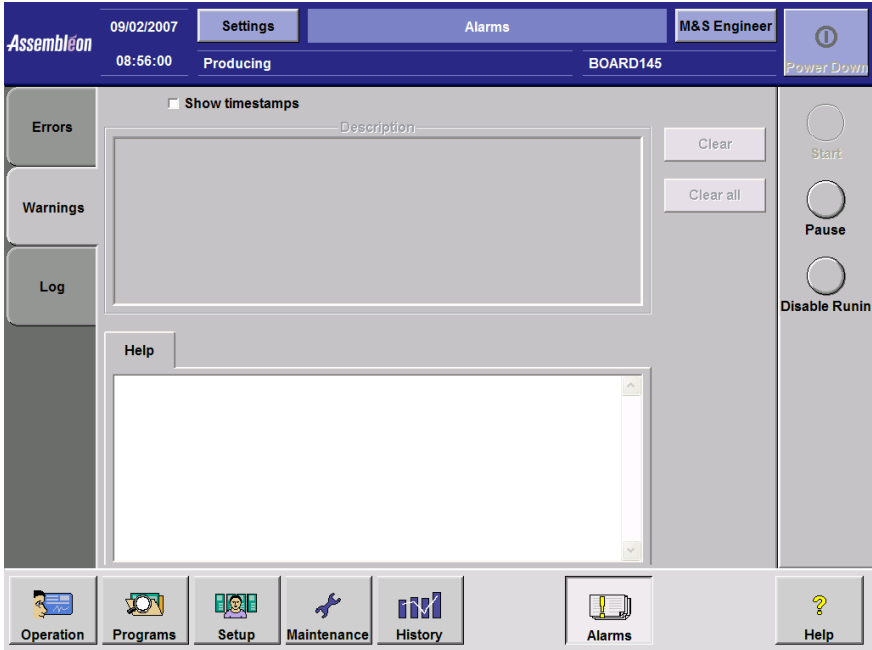 Assembléon
09/02/2007
Settings
Alarms
M&S Engineer
08:56:00
Producing
BOARD145
Power Down
Errors
Warnings
Log
Show timestamps
Description
Clear
Clear all
Start
Pause
Disable Runin
Help
Operation
Programs
Setup
Maintenance
History
Alarms
Help